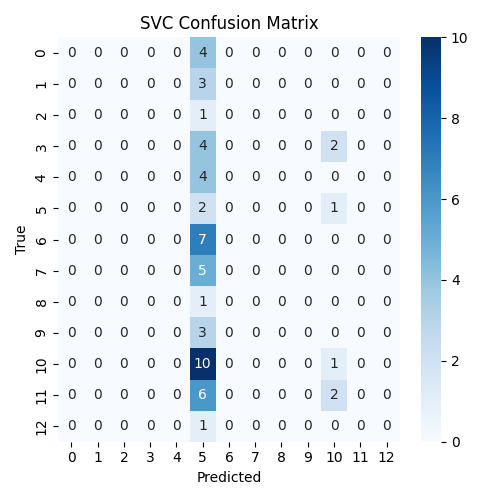 SVC Confusion Matrix
True
0 0 0 0 0 0 4 0 0 0 0 0 0 0
1 0 0 0 0 0 3 0 0 0 0 0 0 0
2 0 0 0 0 0 1 0 0 0 0 0 0 0
3 0 0 0 0 0 4 0 0 0 0 2 0 0
4 0 0 0 0 0 4 0 0 0 0 0 0 0
5 0 0 0 0 0 2 0 0 0 0 1 0 0
6 0 0 0 0 0 7 0 0 0 0 0 0 0
7 0 0 0 0 0 5 0 0 0 0 0 0 0
8 0 0 0 0 0 1 0 0 0 0 0 0 0
9 0 0 0 0 0 3 0 0 0 0 0 0 0
10 0 0 0 0 0 10 0 0 0 0 1 0 0
11 0 0 0 0 0 6 0 0 0 0 2 0 0
12 0 0 0 0 0 1 0 0 0 0 0 0 0
0 1 2 3 4 5 6 7 8 9 10 11 12
Predicted
10
8
6
4
2
0